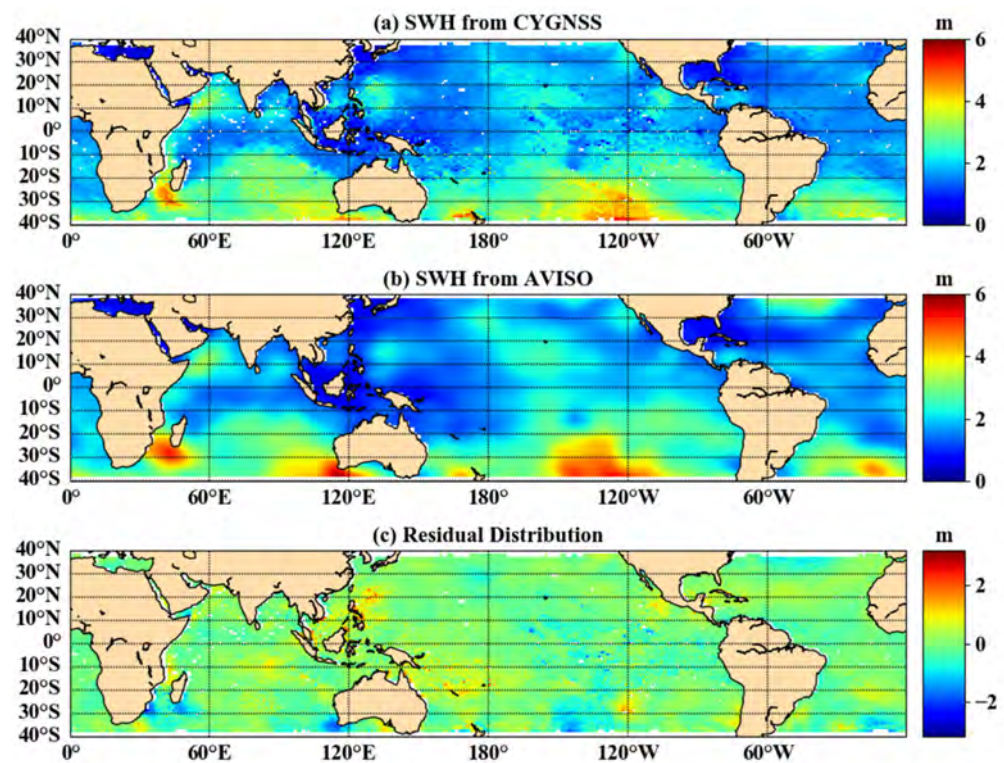 (a) SWH from CYGNSS m
40°N 6
30°N
20°N 4
10°N
0°
10°S 2
20°S
30°S
40°S 0
0° 60°E 120°E 180° 120°W 60°W
(b) SWH from AVISO m
40°N 6
30°N
20°N 4
10°N
0°
10°S 2
20°S
30°S
40°S 0
0° 60°E 120°E 180° 120°W 60°W
(c) Residual Distribution m
40°N
30°N 2
20°N
10°N
0° 0
10°S
20°S
30°S −2
40°S
0° 60°E 120°E 180° 120°W 60°W